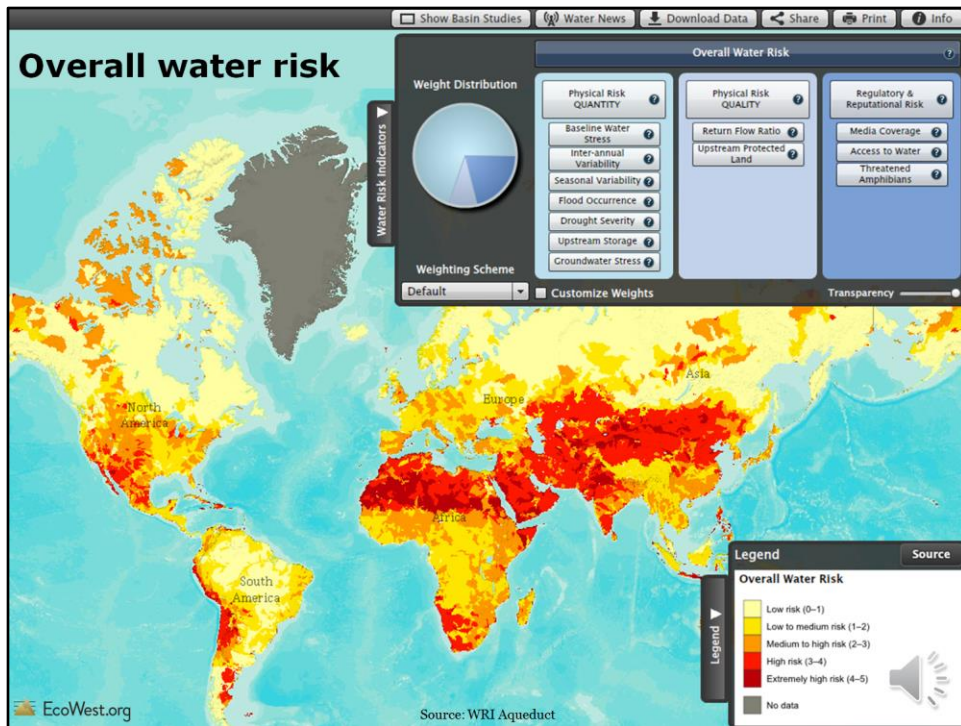 Show Basin Studies
Water News
Download Data
Share
Print
Info
Overall water risk
Overall Water Risk
Weight Distribution
Water Risk Indicators
Physical Risk
QUANTITY
Baseline Water
Stress
Inter-annual
Variability
Seasonal Variability
Flood Occurrence
Drought Severity
Upstream Storage
Groundwater Stress
Physical Risk
QUALITY
Return Flow Ratio
Upstream Protected
Land
Regulatory &
Reputational Risk
Media Coverage
Access to Water
Threatened
Amphibians
Weighting Scheme
Default
Customize Weights
Transparency
North
America
Europe
Asia
Africa
South
America
Legend
Source
Legend
Overall Water Risk
Low risk (0–1)
Low to medium risk (1–2)
Medium to high risk (2–3)
High risk (3–4)
Extremely high risk (4–5)
No data
EcoWest.org
Source: WRI Aqueduct